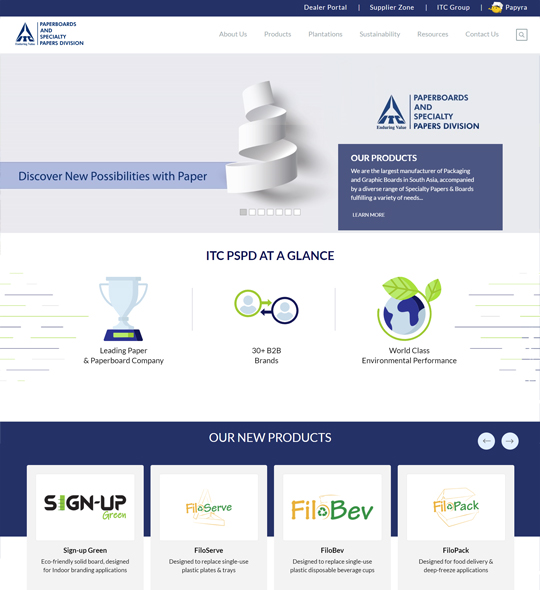 Dealer Portal | Supplier Zone | ITC Group | Papyra
PAPERBOARDS
AND
SPECIALTY
PAPERS DIVISION
Enduring Value
About Us Products Plantations Sustainability Resources Contact Us
PAPERBOARDS
AND
SPECIALTY
PAPERS DIVISION
Enduring Value
Discover New Possibilities with Paper
OUR PRODUCTS
We are the largest manufacturer of Packaging
and Graphic Boards in South Asia, accompanied
by a diverse range of Specialty Papers & Boards
fulfilling a variety of needs...
LEARN MORE
ITC PSPD AT A GLANCE
Leading Paper
& Paperboard Company
30+ B2B
Brands
World Class
Environmental Performance
OUR NEW PRODUCTS
SIGN-UP
Green
FiloServe
FiloBev
FiloPack
Sign-up Green
Eco-friendly solid board, designed
for Indoor branding applications
FiloServe
Designed to replace single-use
plastic plates & trays
FiloBev
Designed to replace single-use
plastic disposable beverage cups
FiloPack
Designed for food delivery &
deep-freeze applications